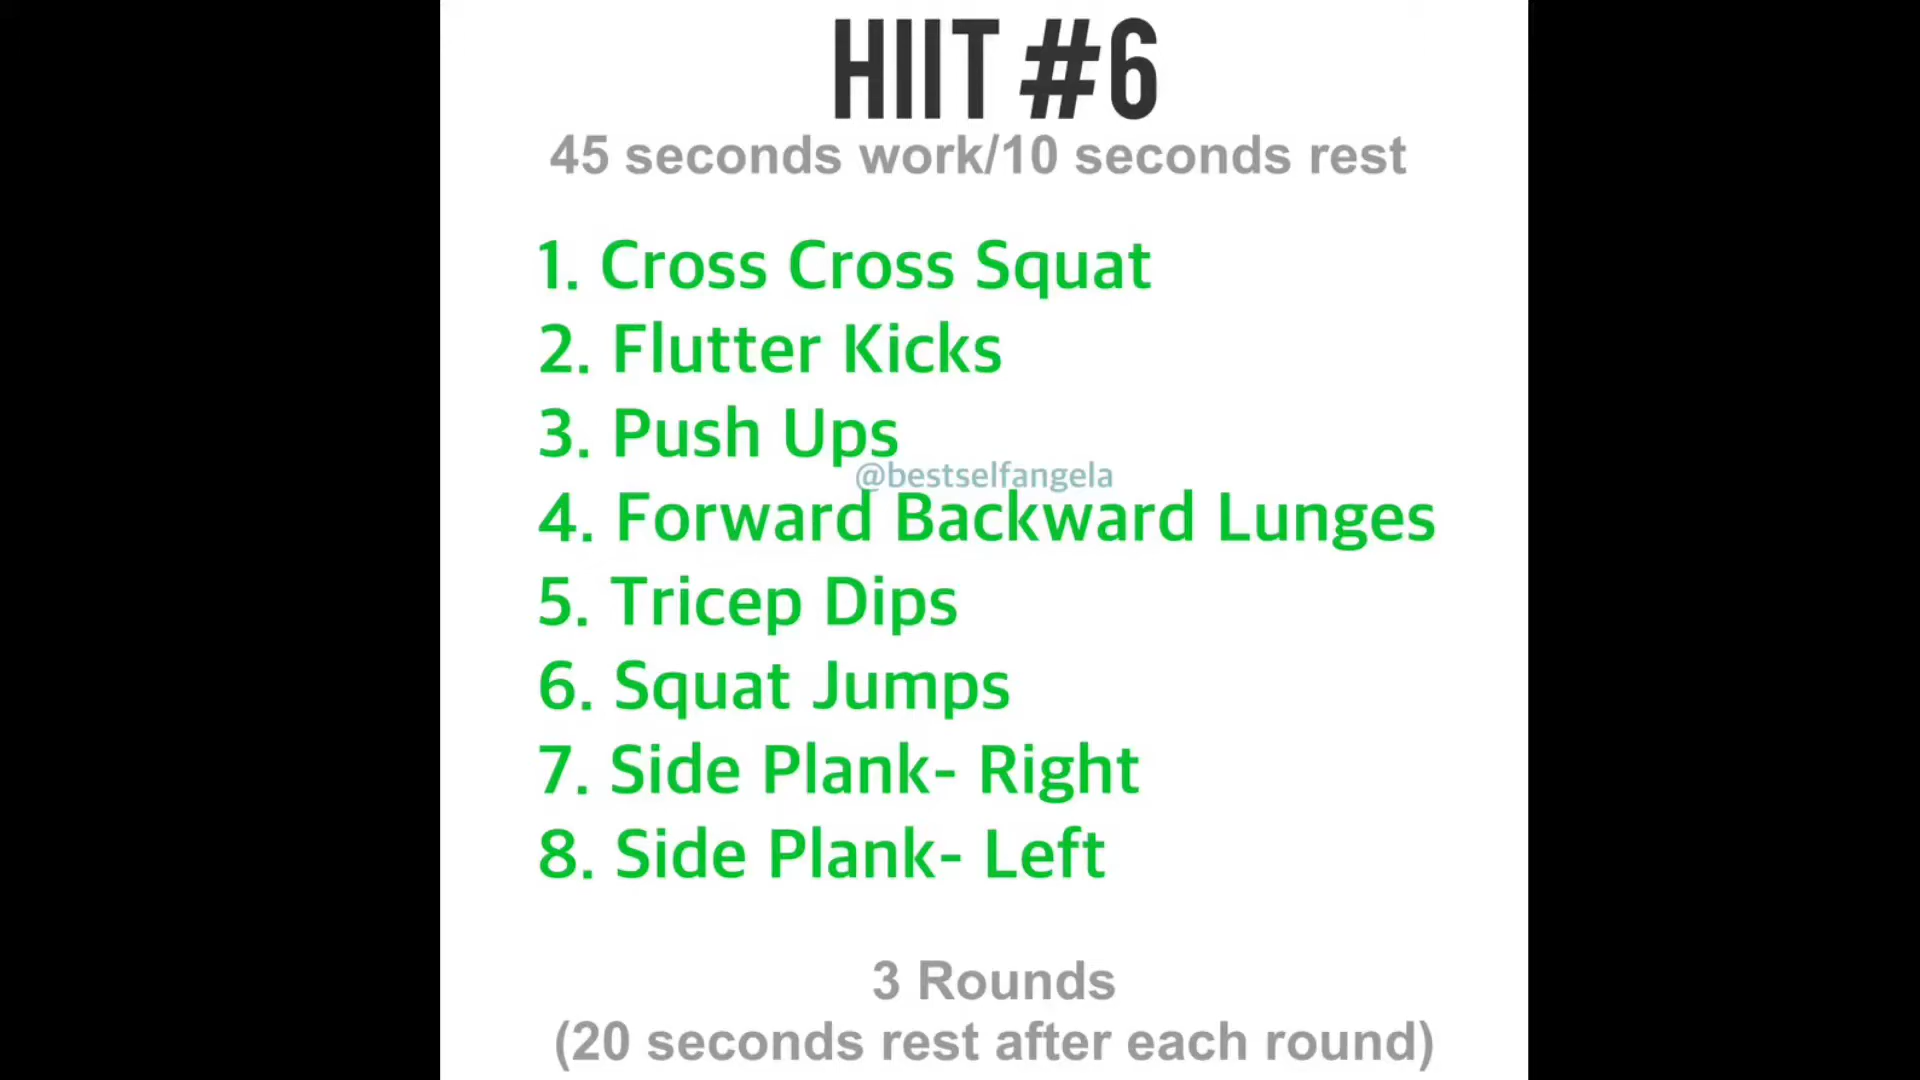 HIIT #6
45 seconds work/10 seconds rest
1. Cross Cross Squat
2. Flutter Kicks
3. Push Ups
@bestselfangela
4. Forward Backward Lunges
5. Tricep Dips
6. Squat Jumps
7. Side Plank- Right
8. Side Plank- Left
3 Rounds
(20 seconds rest after each round)